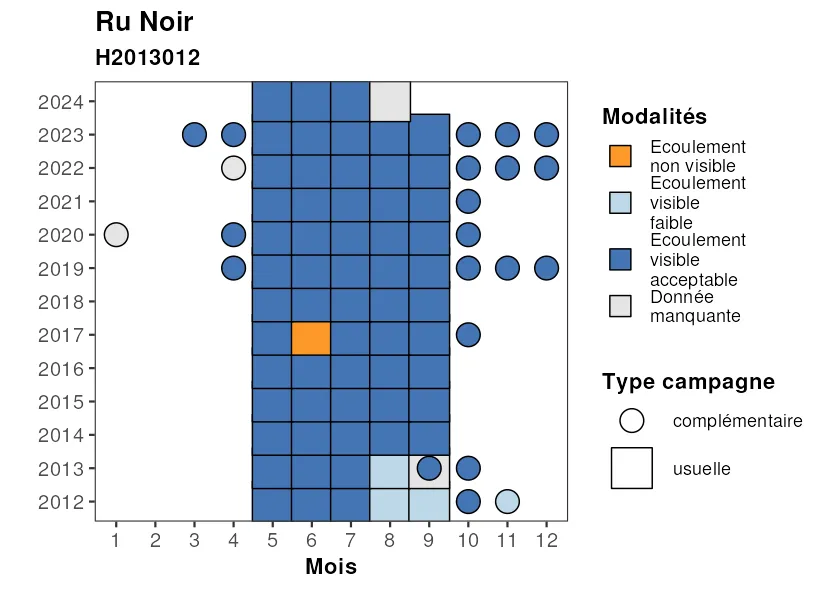 Ru Noir
H2013012
2024
2023
2022
2021
2020
2019
2018
2017
2016
2015
2014
2013
2012
1 2 3 4 5 6 7 8 9 10 11 12
Mois
Modalités
Ecoulement
non visible
Ecoulement
visible
faible
Ecoulement
visible
acceptable
Donnée
manquante
Type campagne
complémentaire
usuelle